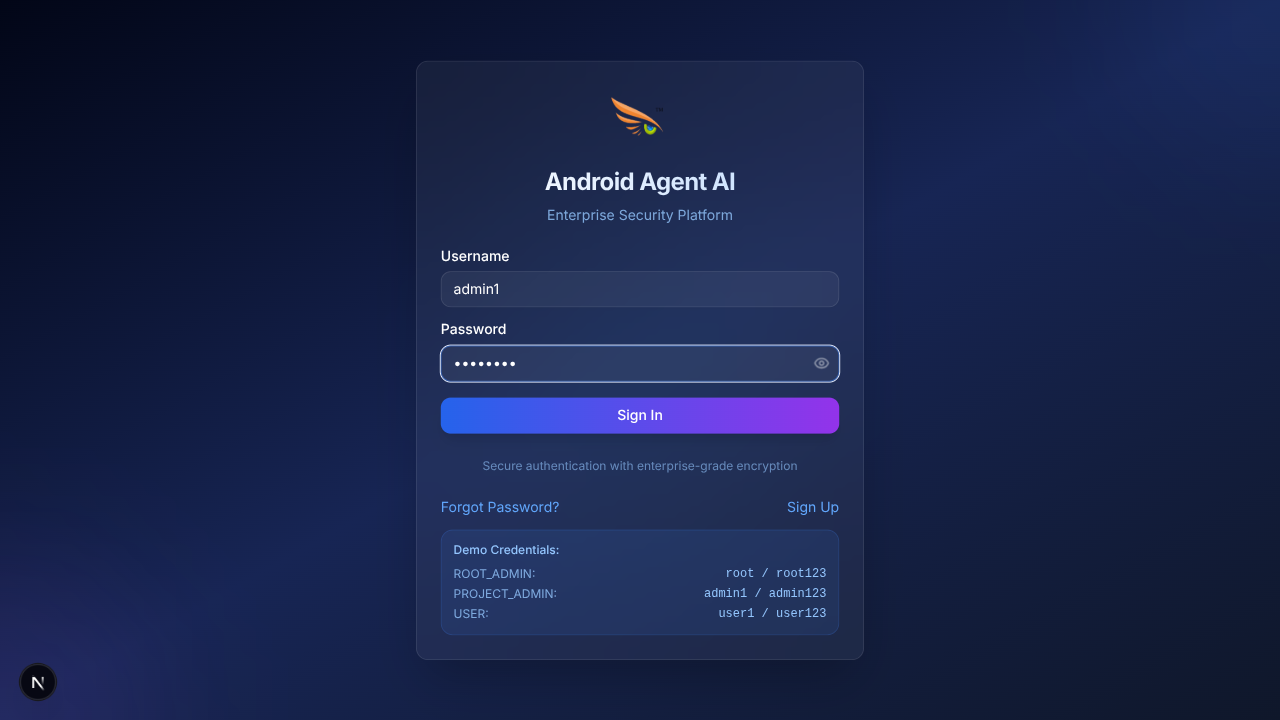 Android Agent AI
Enterprise Security Platform
Username
admin1
Password
••••••••
Sign In
Secure authentication with enterprise-grade encryption
Forgot Password? Sign Up
Demo Credentials:
ROOT_ADMIN: root / root123
PROJECT_ADMIN: admin1 / admin123
USER: user1 / user123
N